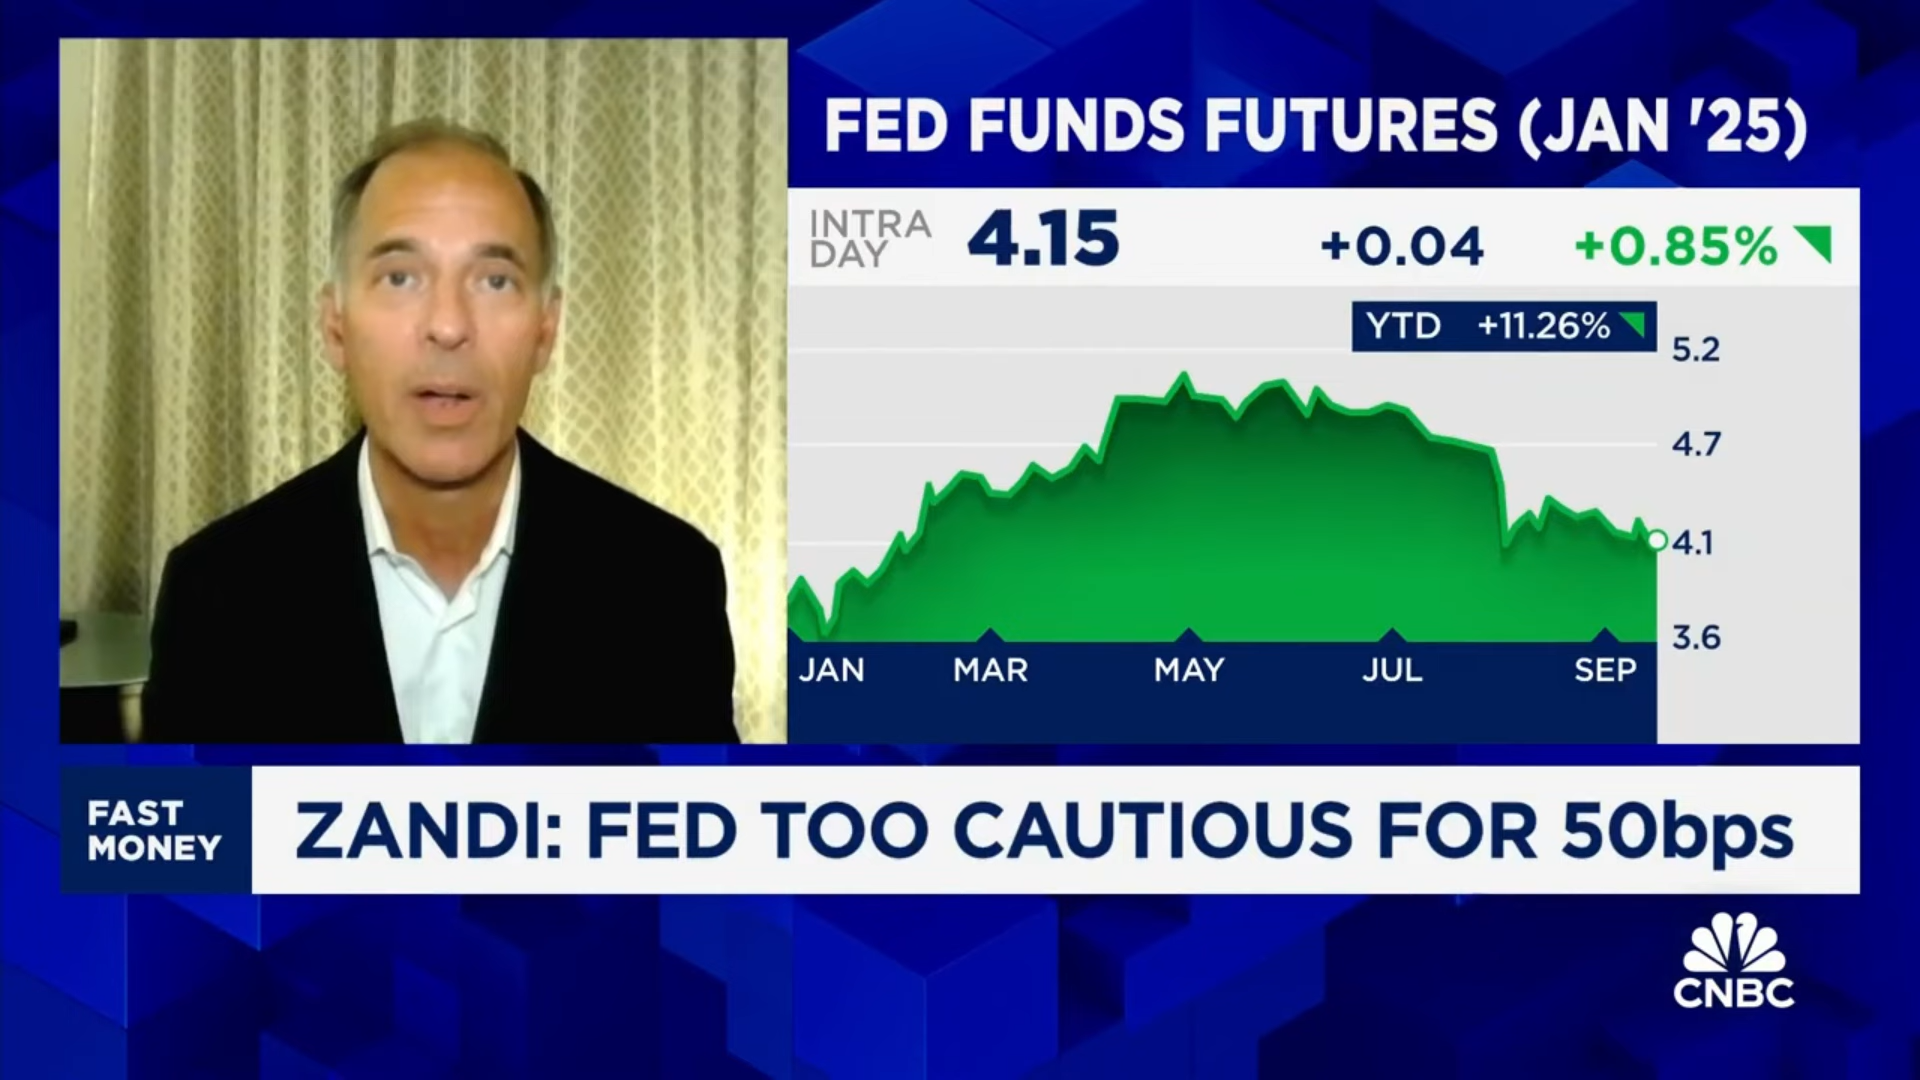 FED FUNDS FUTURES (JAN '25)
INTRA
DAY
4.15 +0.04 +0.85%
YTD +11.26%
5.2
4.7
4.1
3.6
JAN MAR MAY JUL SEP
FAST
MONEY
ZANDI: FED TOO CAUTIOUS FOR 50bps
CNBC